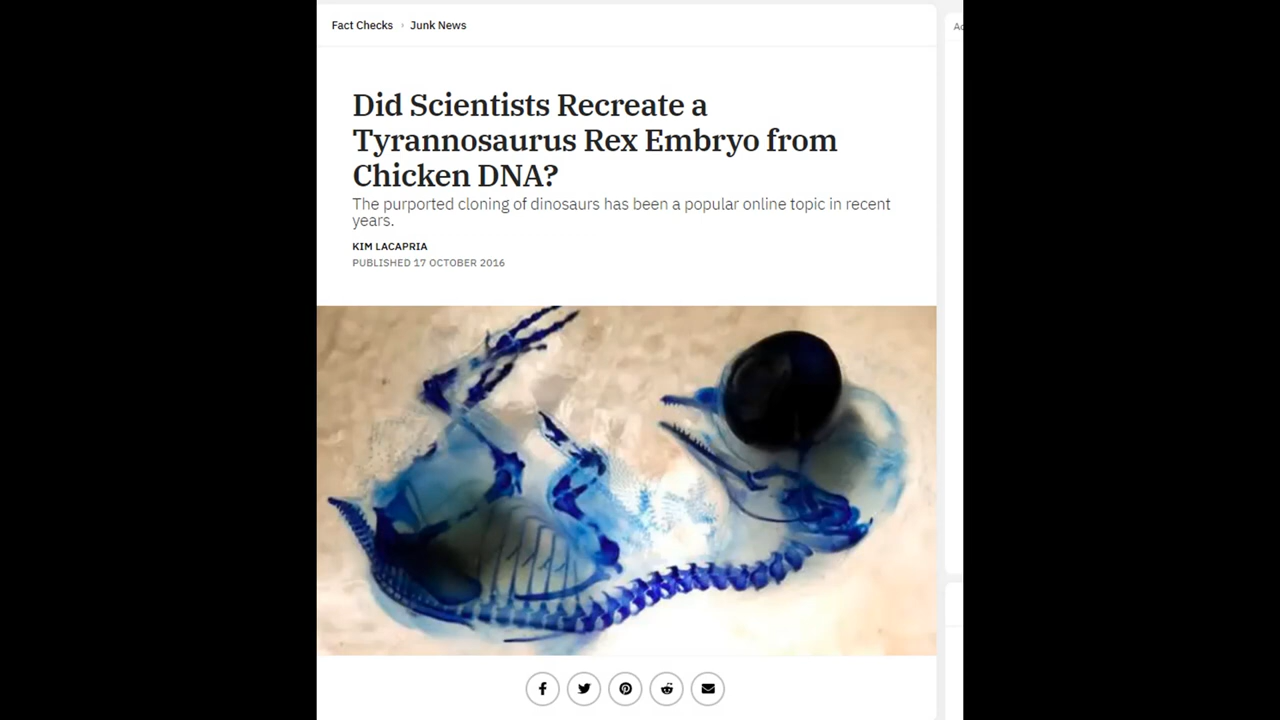 Fact Checks › Junk News
Ad
Did Scientists Recreate a
Tyrannosaurus Rex Embryo from
Chicken DNA?
The purported cloning of dinosaurs has been a popular online topic in recent
years.
KIM LACAPRIA
PUBLISHED 17 OCTOBER 2016